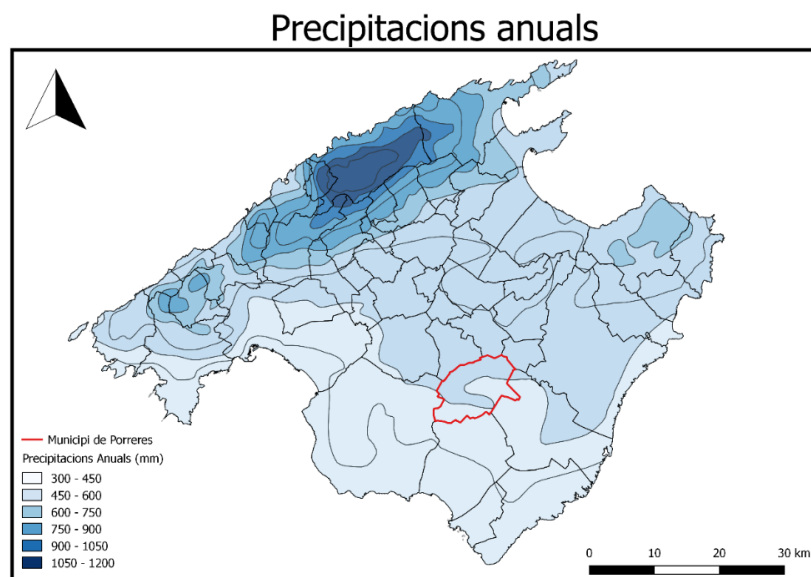 Precipitacions anuals
Municipi de Porreres
Precipitacions Anuals (mm)
300 - 450
450 - 600
600 - 750
750 - 900
900 - 1050
1050 - 1200
0 10 20 30 km